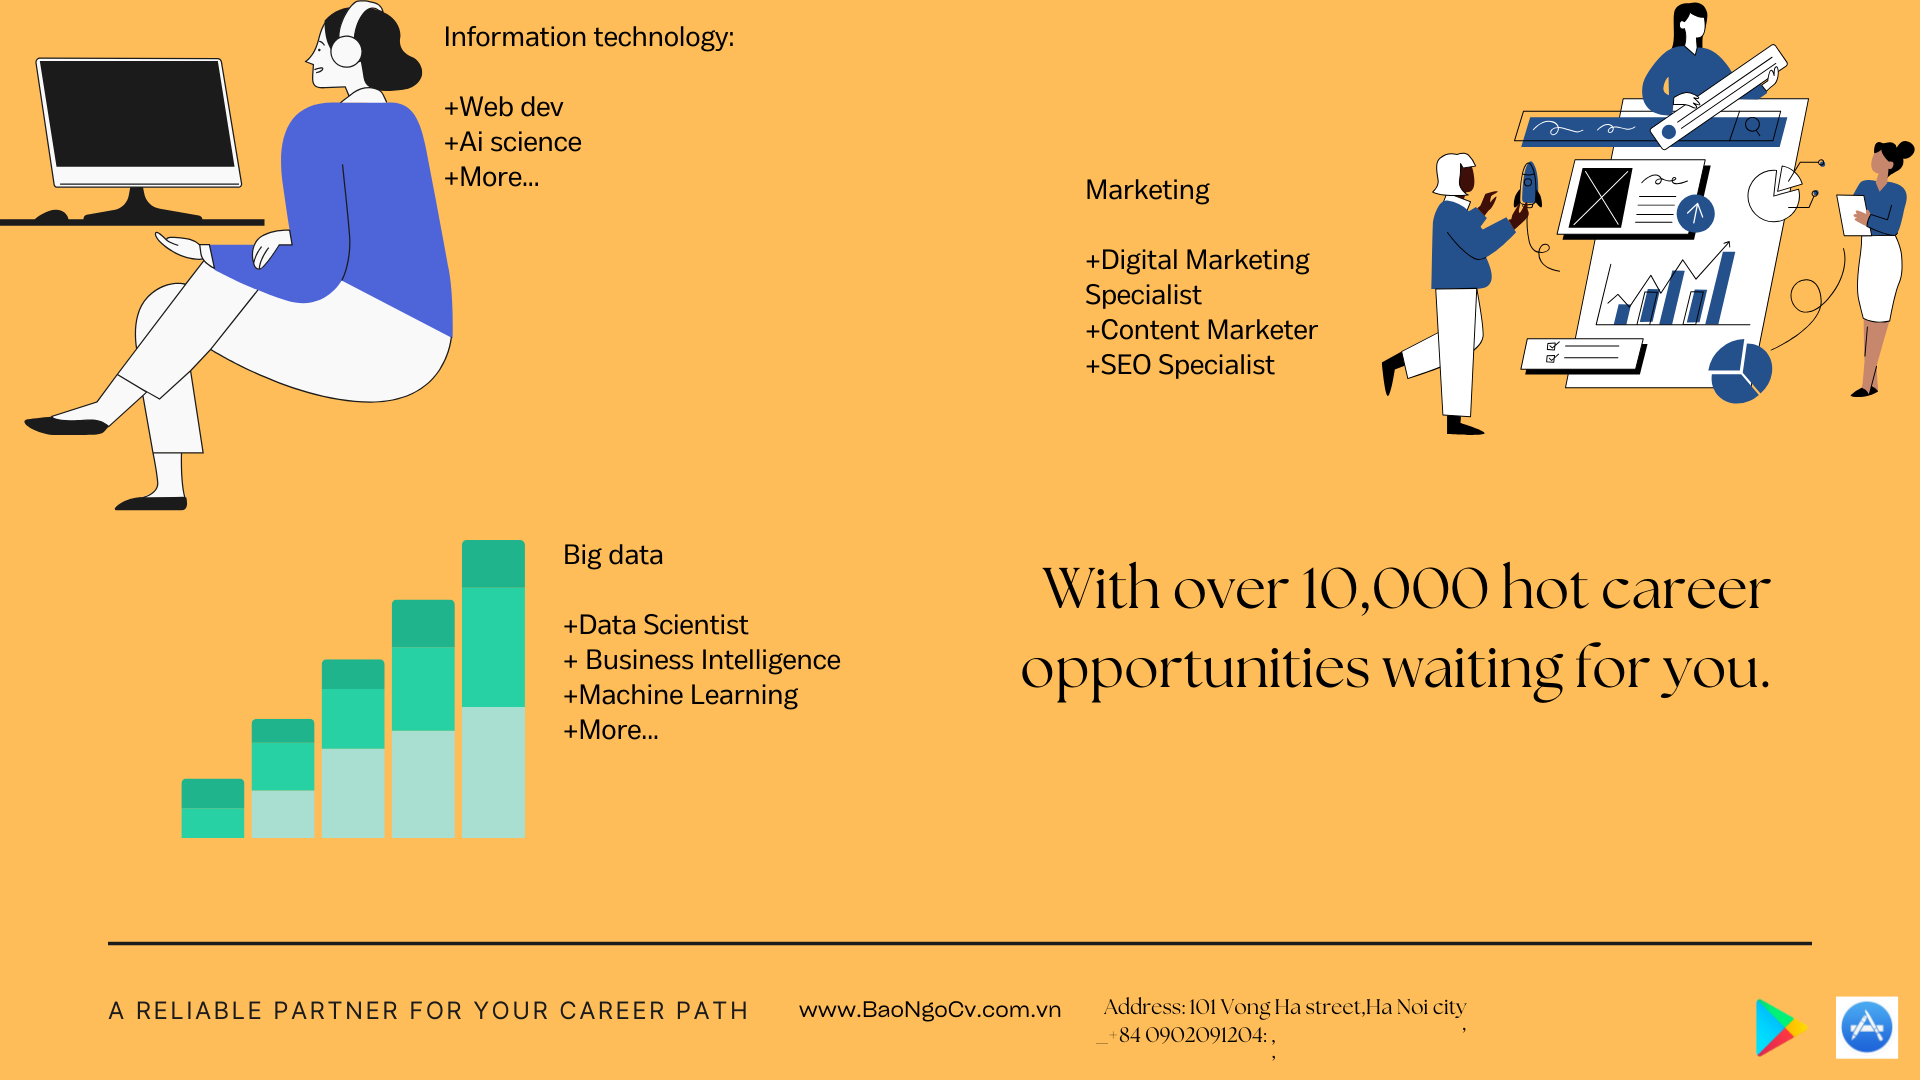 Information technology:
+Web dev
+Ai science
+More...
Marketing
+Digital Marketing
Specialist
+Content Marketer
+SEO Specialist
Big data
+Data Scientist
+ Business Intelligence
+Machine Learning
+More...
With over 10,000 hot career
opportunities waiting for you.
A RELIABLE PARTNER FOR YOUR CAREER PATH
www.BaoNgoCv.com.vn
Address: 101 Vong Ha street,Ha Noi city
,
_+84 0902091204: ,
,